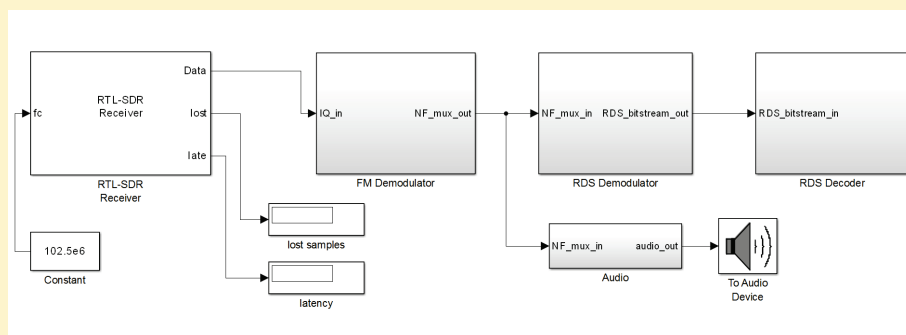 Data
RTL-SDR
Receiver
fc
lost
late
RTL-SDR
Receiver
IQ_in
NF_mux_out
FM Demodulator
NF_mux_in
RDS_bitstream_out
RDS Demodulator
RDS_bitstream_in
RDS Decoder
102.5e6
Constant
lost samples
latency
NF_mux_in
audio_out
Audio
To Audio
Device